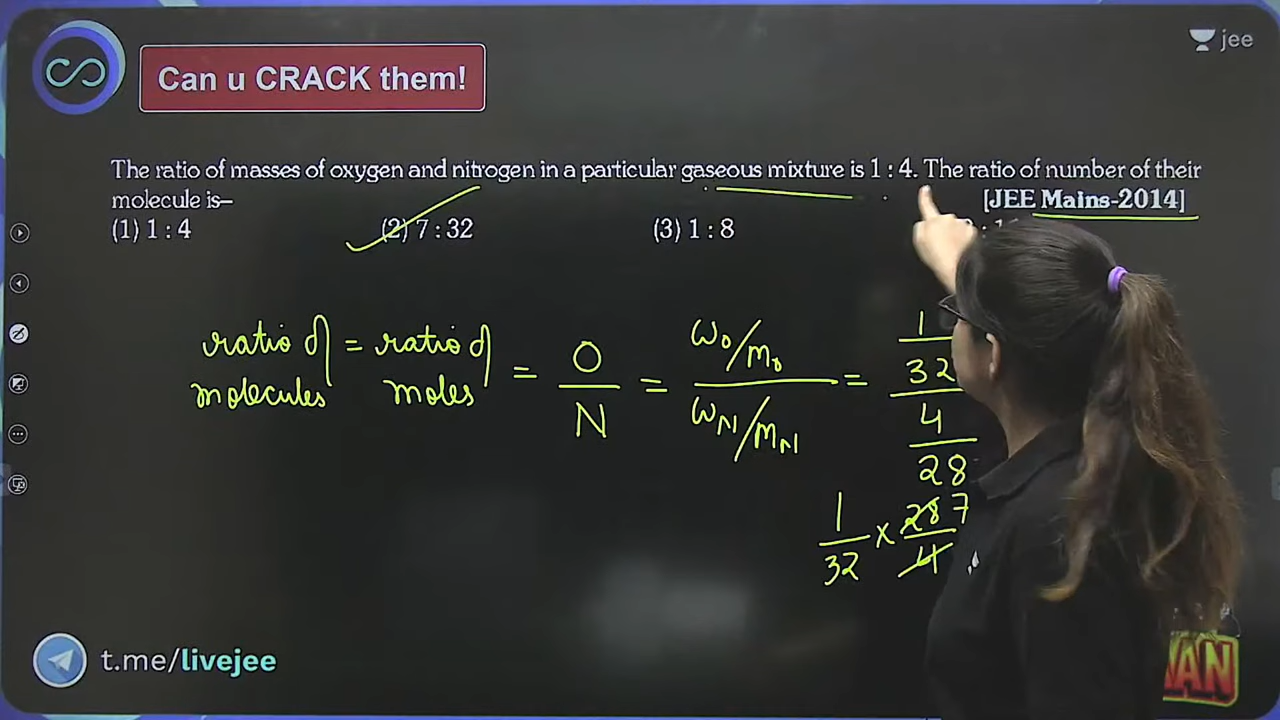 jee
Can u CRACK them!
The ratio of masses of oxygen and nitrogen in a particular gaseous mixture is 1 : 4. The ratio of number of their
molecule is– [JEE Mains-2014]
(1) 1 : 4 (2) 7 : 32 (3) 1 : 8
ratio of molecules = ratio of moles = O/N = (w₀/m₀)/(w_N/m_N) = (1/32)/(4/28)
1/32 × 28/4 7
t.me/livejee